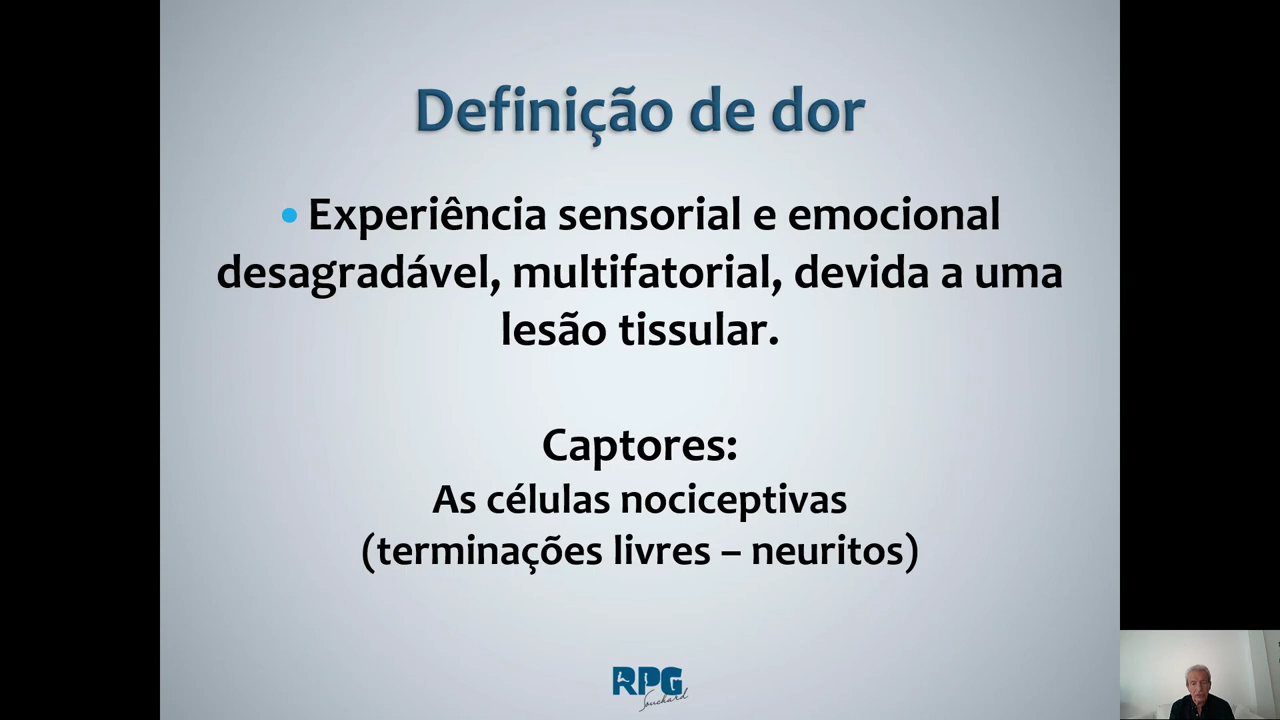 Definição de dor
• Experiência sensorial e emocional
desagradável, multifatorial, devida a uma
lesão tissular.
Captores:
As células nociceptivas
(terminações livres – neuritos)
RPG
Souchard